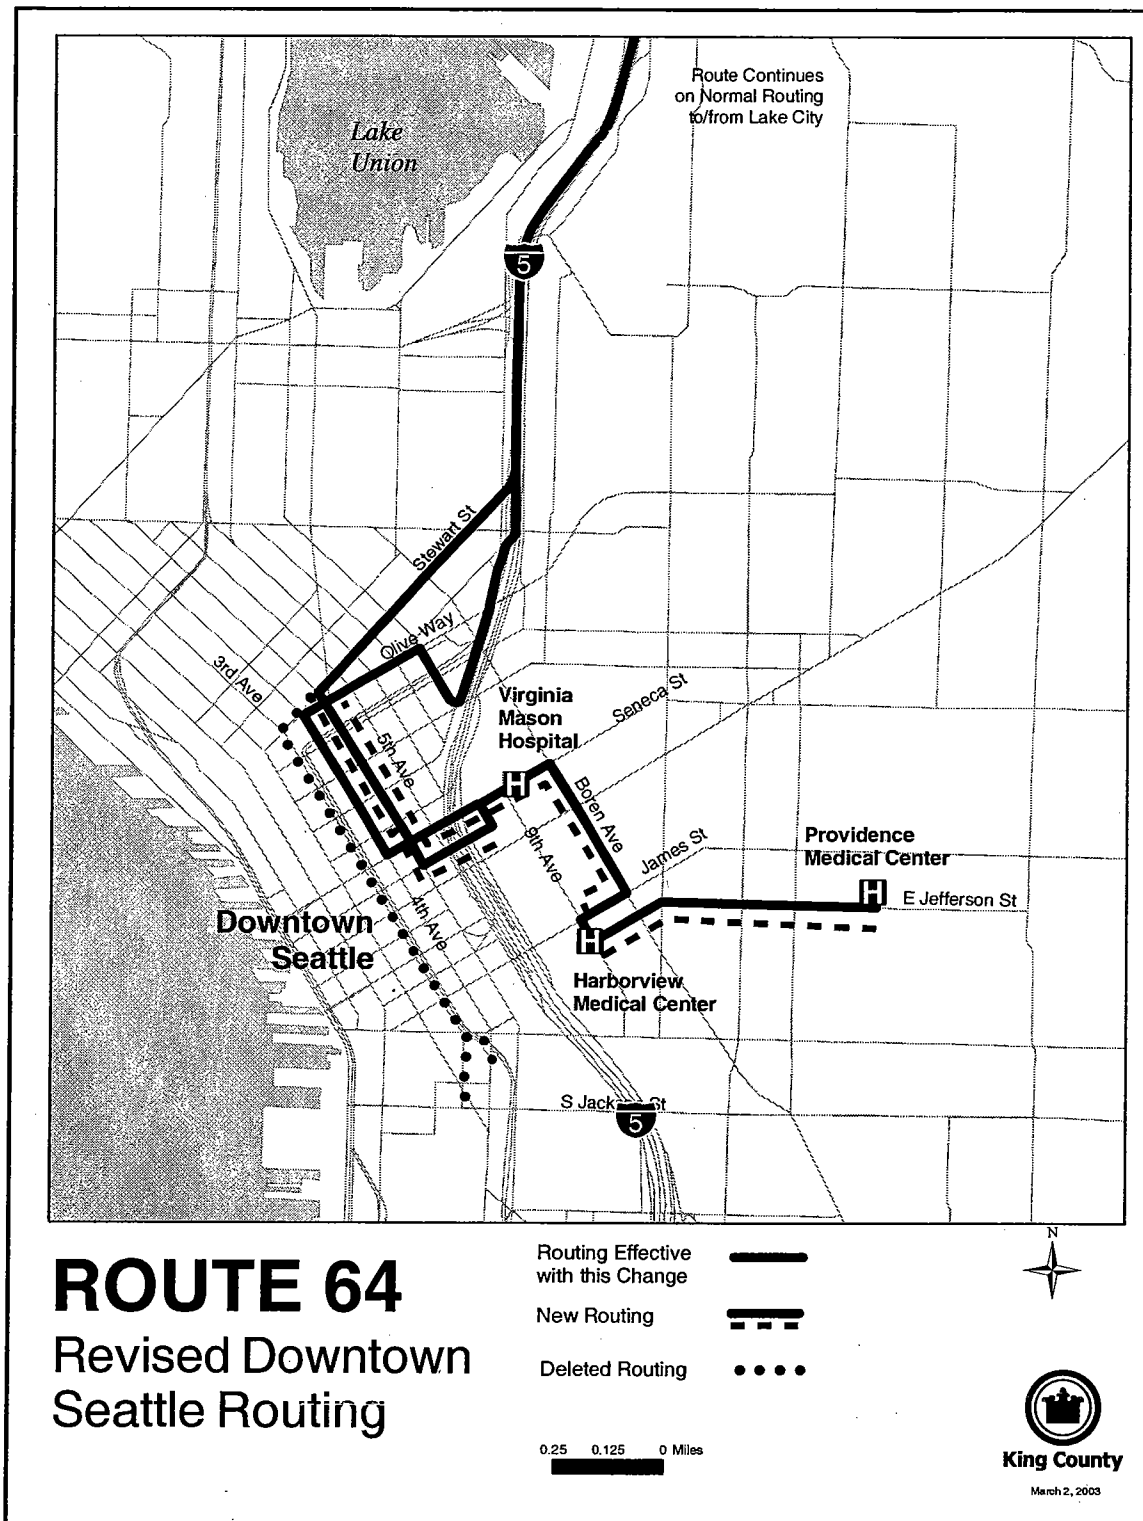 Route Continues
on Normal Routing
to/from Lake City
Lake
Union
5
Stewart St
Olive Way
3rd Ave
Virginia
Mason
Hospital
Seneca St
5th Ave
H
Boren Ave
9th Ave
James St
Providence
Medical Center
H
E Jefferson St
4th Ave
Downtown
Seattle
H
Harborview
Medical Center
S Jackson St
5
ROUTE 64
Revised Downtown
Seattle Routing
Routing Effective
with this Change
New Routing
Deleted Routing
0.25 0.125 0 Miles
N
King County
March 2, 2003